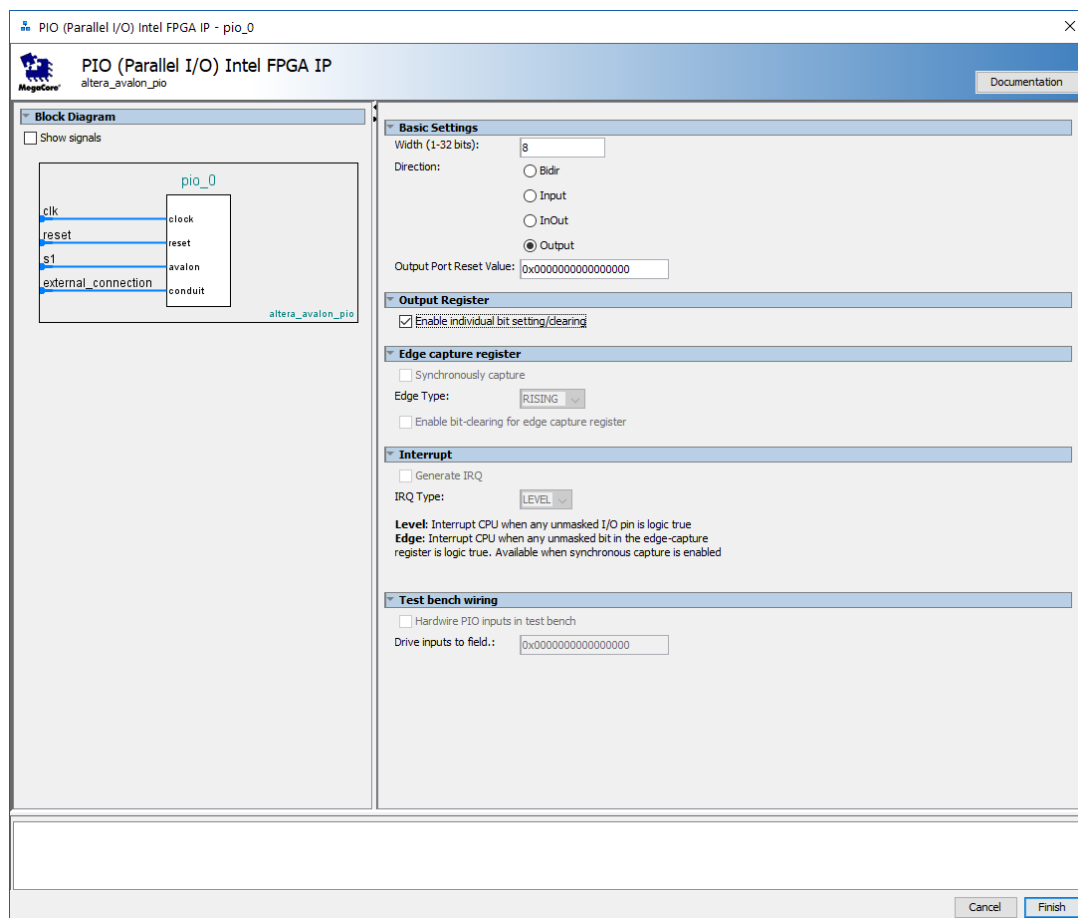 PIO (Parallel I/O) Intel FPGA IP - pio_0
MegaCore'
PIO (Parallel I/O) Intel FPGA IP
altera_avalon_pio
Documentation
Block Diagram
Show signals
pio_0
clk
clock
reset
reset
s1
avalon
external_connection
conduit
altera_avalon_pio
Basic Settings
Width (1-32 bits): 8
Direction: Bidir
Input
InOut
Output
Output Port Reset Value: 0x0000000000000000
Output Register
Enable individual bit setting/clearing
Edge capture register
Synchronously capture
Edge Type: RISING
Enable bit-clearing for edge capture register
Interrupt
Generate IRQ
IRQ Type: LEVEL
Level: Interrupt CPU when any unmasked I/O pin is logic true
Edge: Interrupt CPU when any unmasked bit in the edge-capture
register is logic true. Available when synchronous capture is enabled
Test bench wiring
Hardwire PIO inputs in test bench
Drive inputs to field.: 0x0000000000000000
Cancel Finish